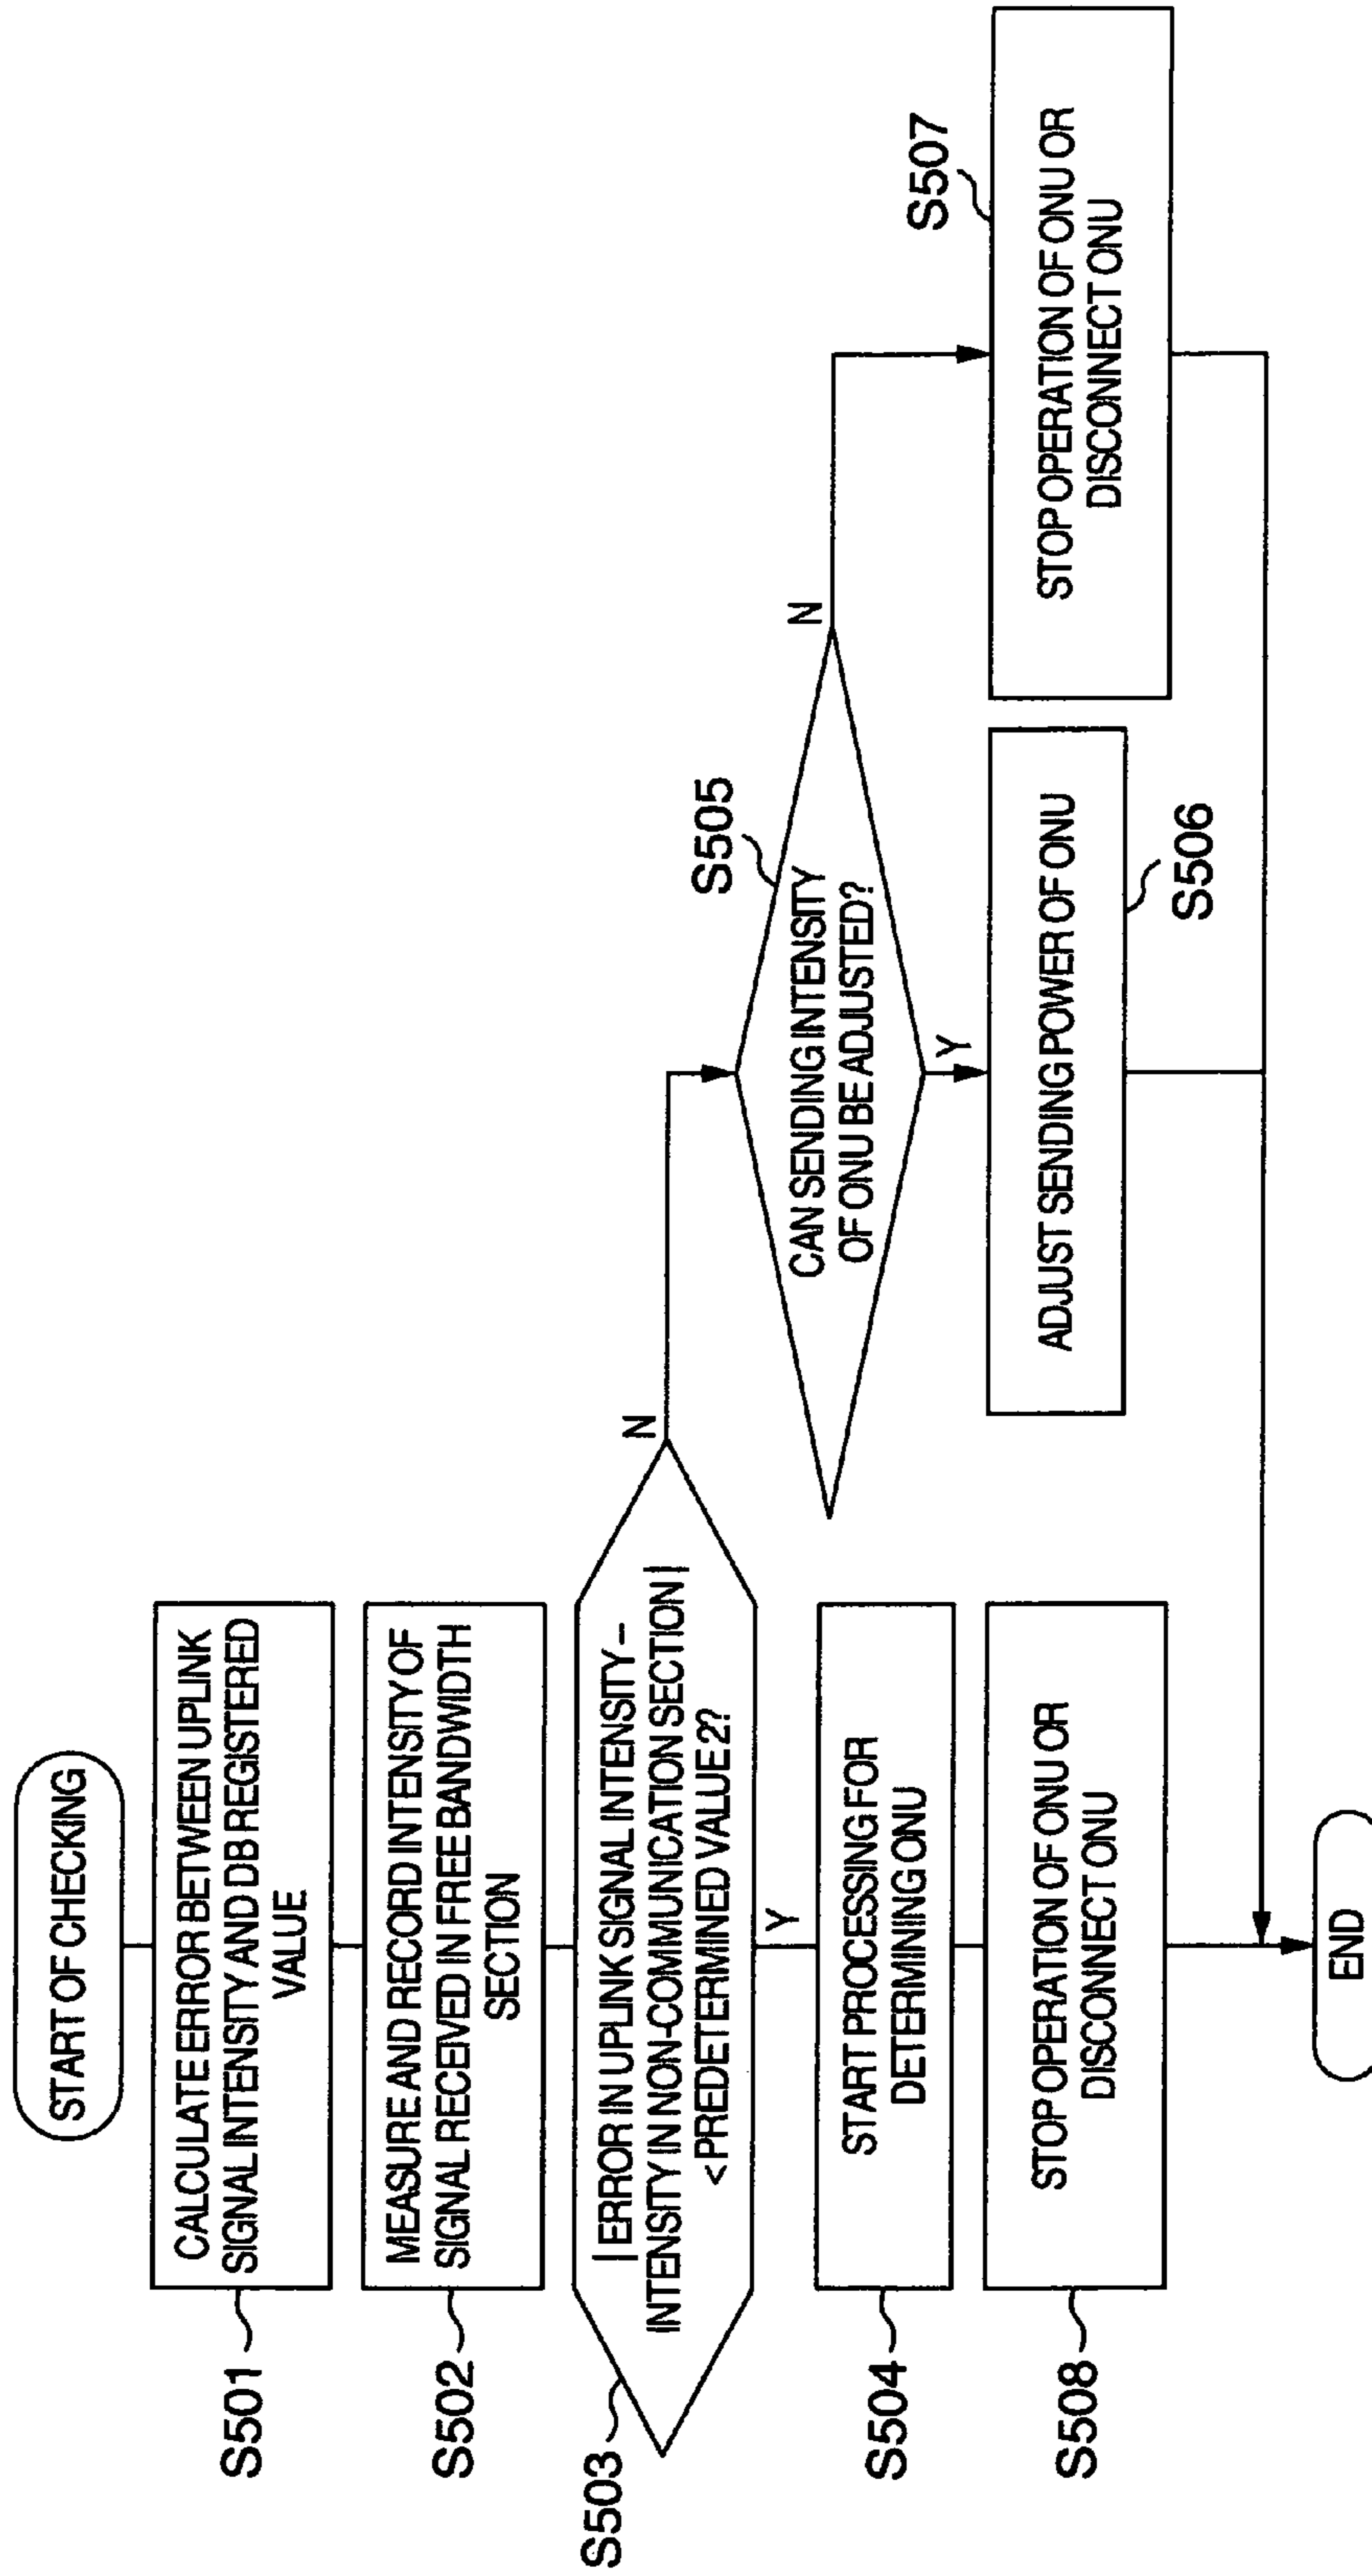 START OF CHECKING
S501
CALCULATE ERROR BETWEEN UPLINK
SIGNAL INTENSITY AND DB REGISTERED
VALUE
S502
MEASURE AND RECORD INTENSITY OF
SIGNAL RECEIVED IN FREE BANDWIDTH
SECTION
S503
| ERROR IN UPLINK SIGNAL INTENSITY –
INTENSITY IN NON-COMMUNICATION SECTION |
< PREDETERMINED VALUE 2?
N
Y
S505
CAN SENDING INTENSITY
OF ONU BE ADJUSTED?
N
Y
S504
START PROCESSING FOR
DETERMINING ONU
S506
ADJUST SENDING POWER OF ONU
S507
STOP OPERATION OF ONU OR
DISCONNECT ONU
S508
STOP OPERATION OF ONU OR
DISCONNECT ONU
END